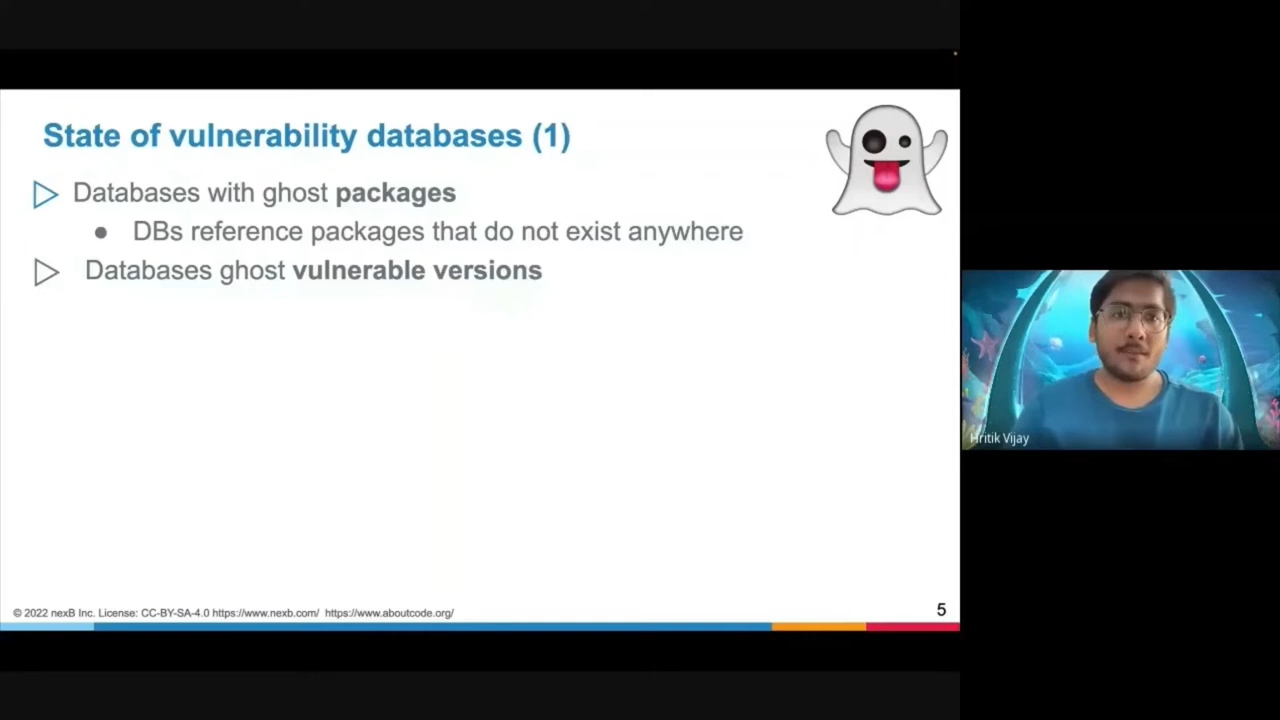 State of vulnerability databases (1)
Databases with ghost packages
DBs reference packages that do not exist anywhere
Databases ghost vulnerable versions
Hritik Vijay
© 2022 nexB Inc. License: CC-BY-SA-4.0 https://www.nexb.com/ https://www.aboutcode.org/
5